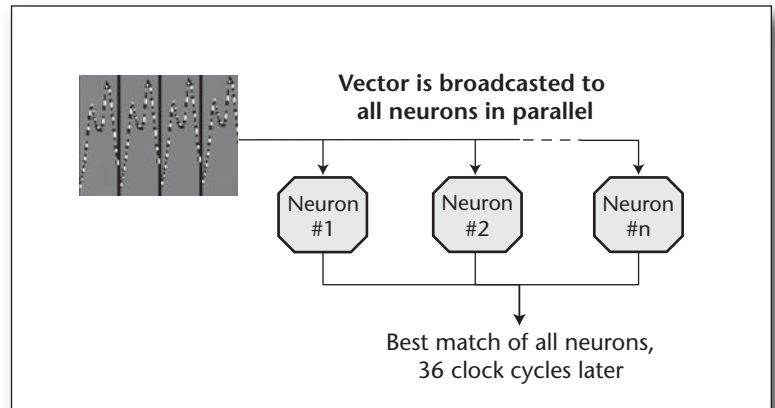 Vector is broadcasted to
all neurons in parallel
Neuron
#1
Neuron
#2
Neuron
#n
Best match of all neurons,
36 clock cycles later